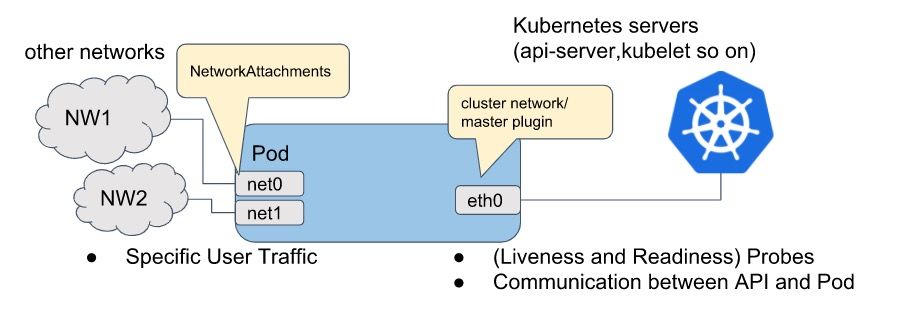 Kubernetes servers
(api-server,kubelet so on)
other networks
NetworkAttachments
cluster network/
master plugin
NW1
Pod
net0
NW2
net1
eth0
● Specific User Traffic
● (Liveness and Readiness) Probes
● Communication between API and Pod